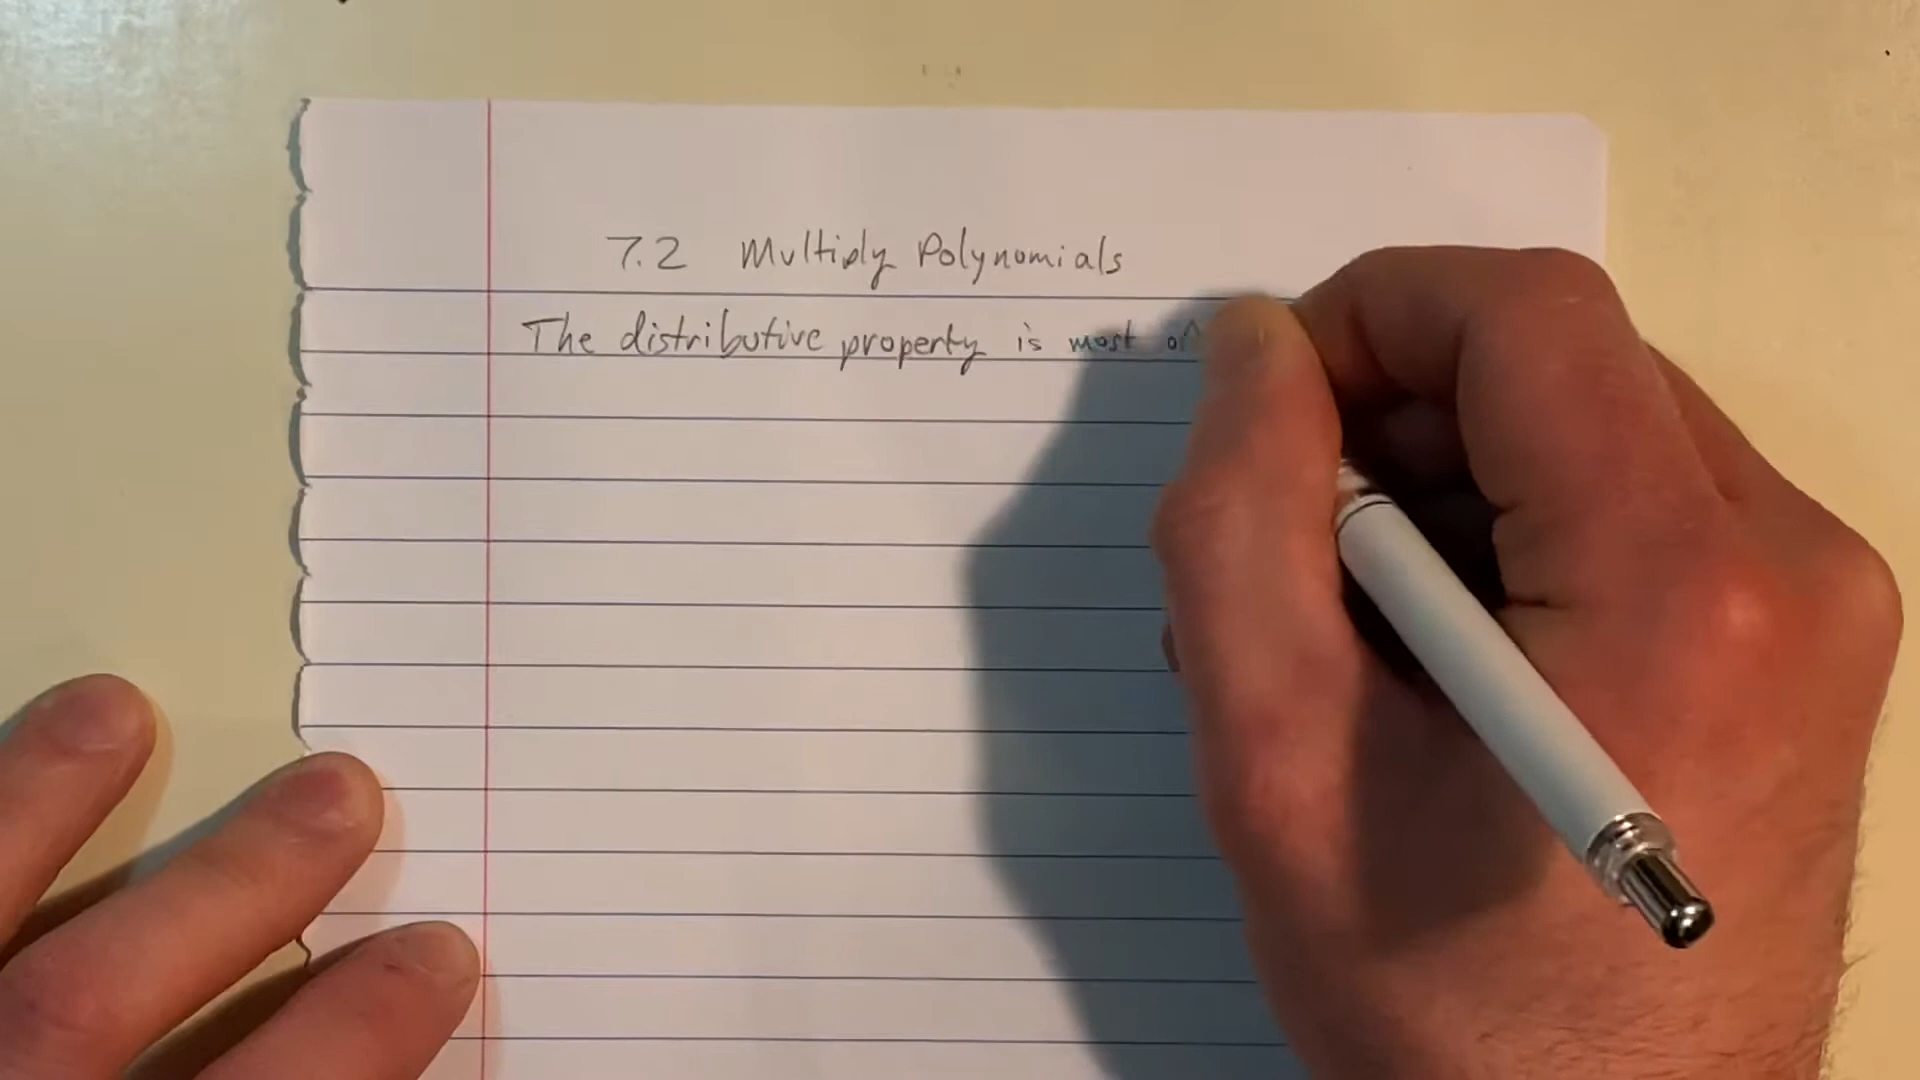 7.2 Multiply Polynomials
The distributive property is most